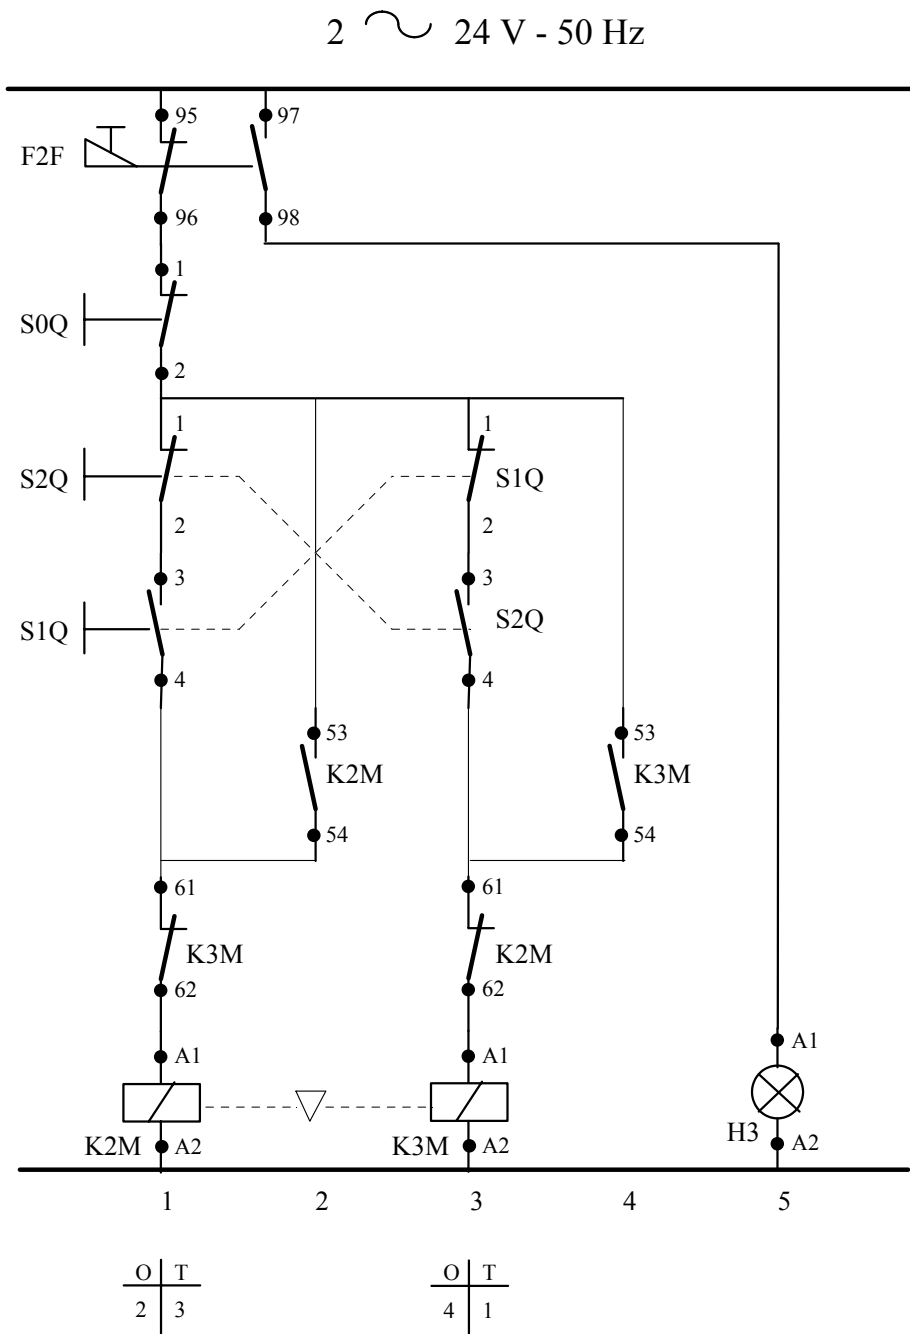 2 24 V - 50 Hz
95 97
F2F
96 98
1
S0Q
2
1 1
S2Q S1Q
2 2
3 3
S1Q S2Q
4 4
53 53
K2M K3M
54 54
61 61
K3M K2M
62 62
A1 A1 A1
H3
K2M A2 K3M A2 A2
1 2 3 4 5
O T O T
2 3 4 1